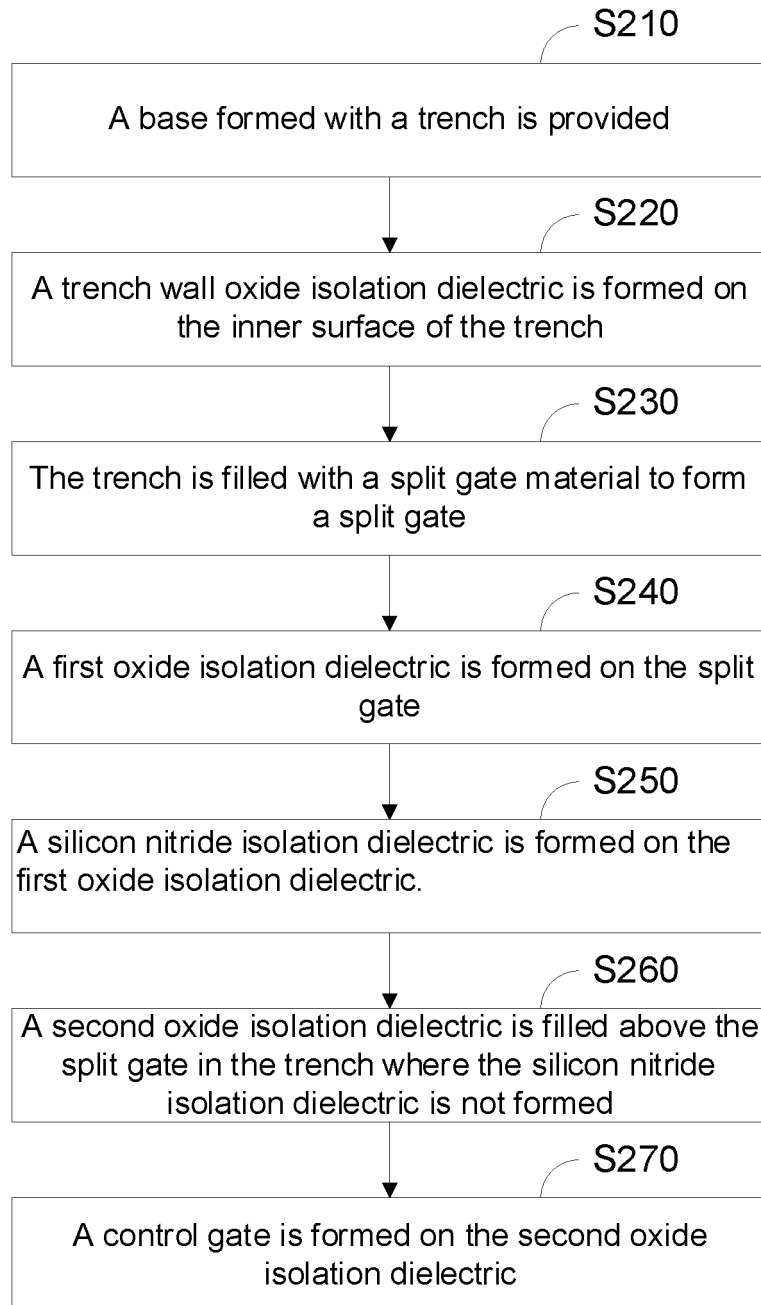 S210
A base formed with a trench is provided
S220
A trench wall oxide isolation dielectric is formed on
the inner surface of the trench
S230
The trench is filled with a split gate material to form
a split gate
S240
A first oxide isolation dielectric is formed on the split
gate
S250
A silicon nitride isolation dielectric is formed on the
first oxide isolation dielectric.
S260
A second oxide isolation dielectric is filled above the
split gate in the trench where the silicon nitride
isolation dielectric is not formed
S270
A control gate is formed on the second oxide
isolation dielectric